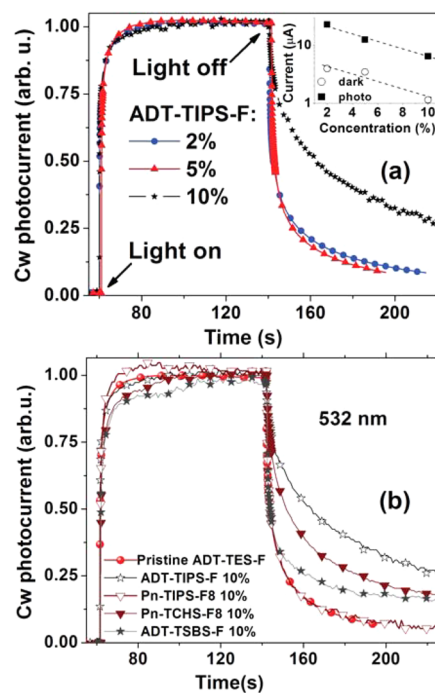 1.00
0.75
0.50
0.25
0.00
Cw photocurrent (arb. u.)
Light off
ADT-TIPS-F:
2%
5%
10%
Light on
(a)
Current (µA)
10
1
dark
photo
2 4 6 8 10
Concentration (%)
80 120 160 200
Time (s)
1.00
0.75
0.50
0.25
0.00
Cw photocurrent (arb.u.)
532 nm
(b)
Pristine ADT-TES-F
ADT-TIPS-F 10%
Pn-TIPS-F8 10%
Pn-TCHS-F8 10%
ADT-TSBS-F 10%
80 120 160 200
Time(s)